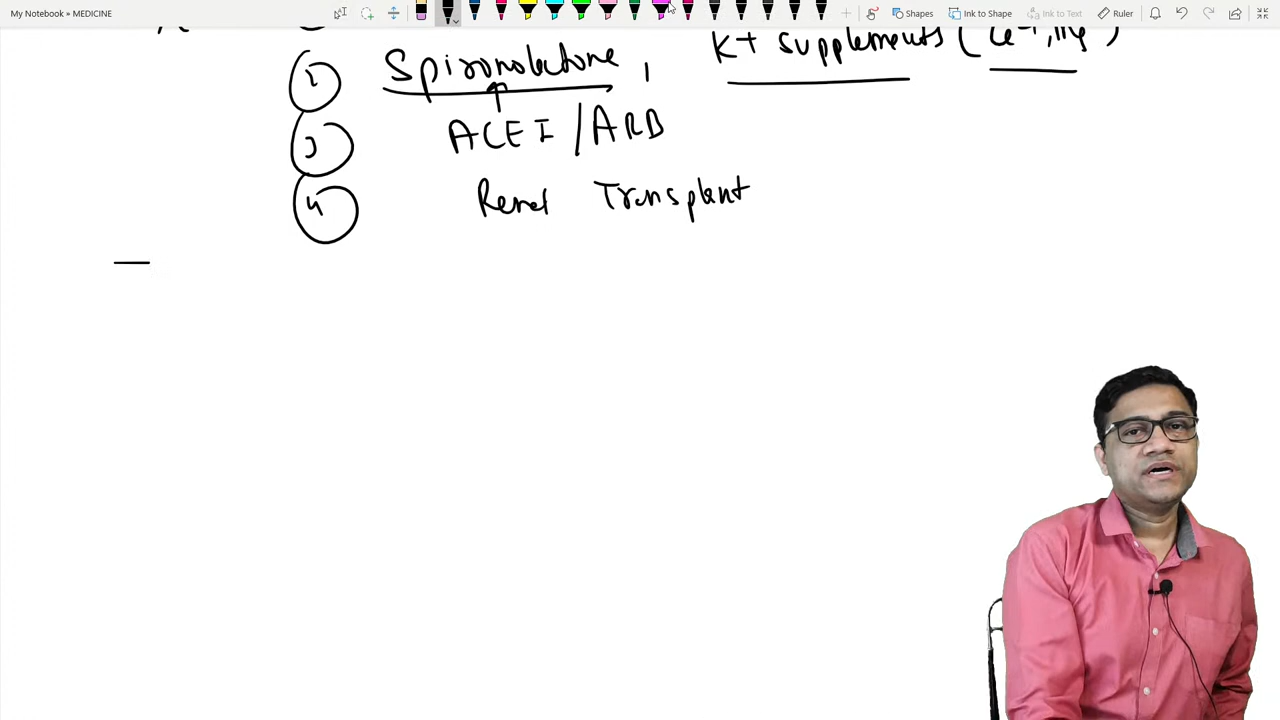 My Notebook » MEDICINE Shapes Ink to Shape Ink to Text Ruler
K+ supplements (
2 Spironolactone,
3 ACEI / ARB
4 Renal Transplant